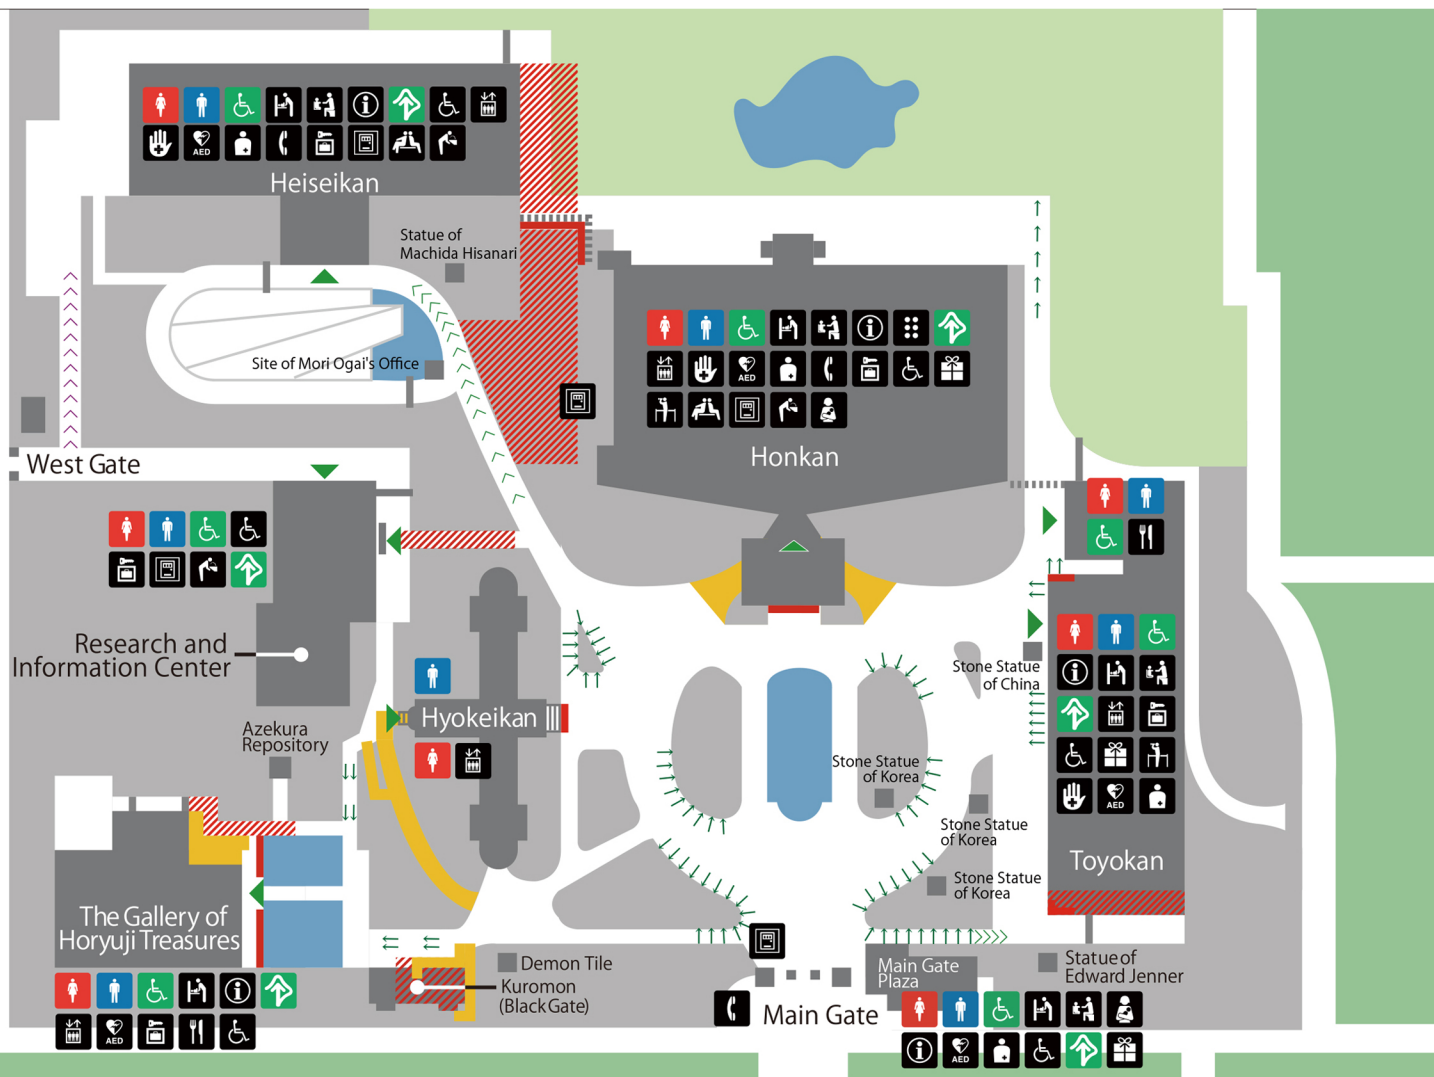 AED
Heiseikan
Statue of
Machida Hisanari
Site of Mori Ogai's Office
AED
Honkan
West Gate
Research and
Information Center
Hyokeikan
Azekura
Repository
Stone Statue
of China
Stone Statue
of Korea
Stone Statue
of Korea
Stone Statue
of Korea
AED
Toyokan
The Gallery of
Horyuji Treasures
AED
Demon Tile
Kuromon
(Black Gate)
Main Gate
Main Gate
Plaza
Statue of
Edward Jenner
AED